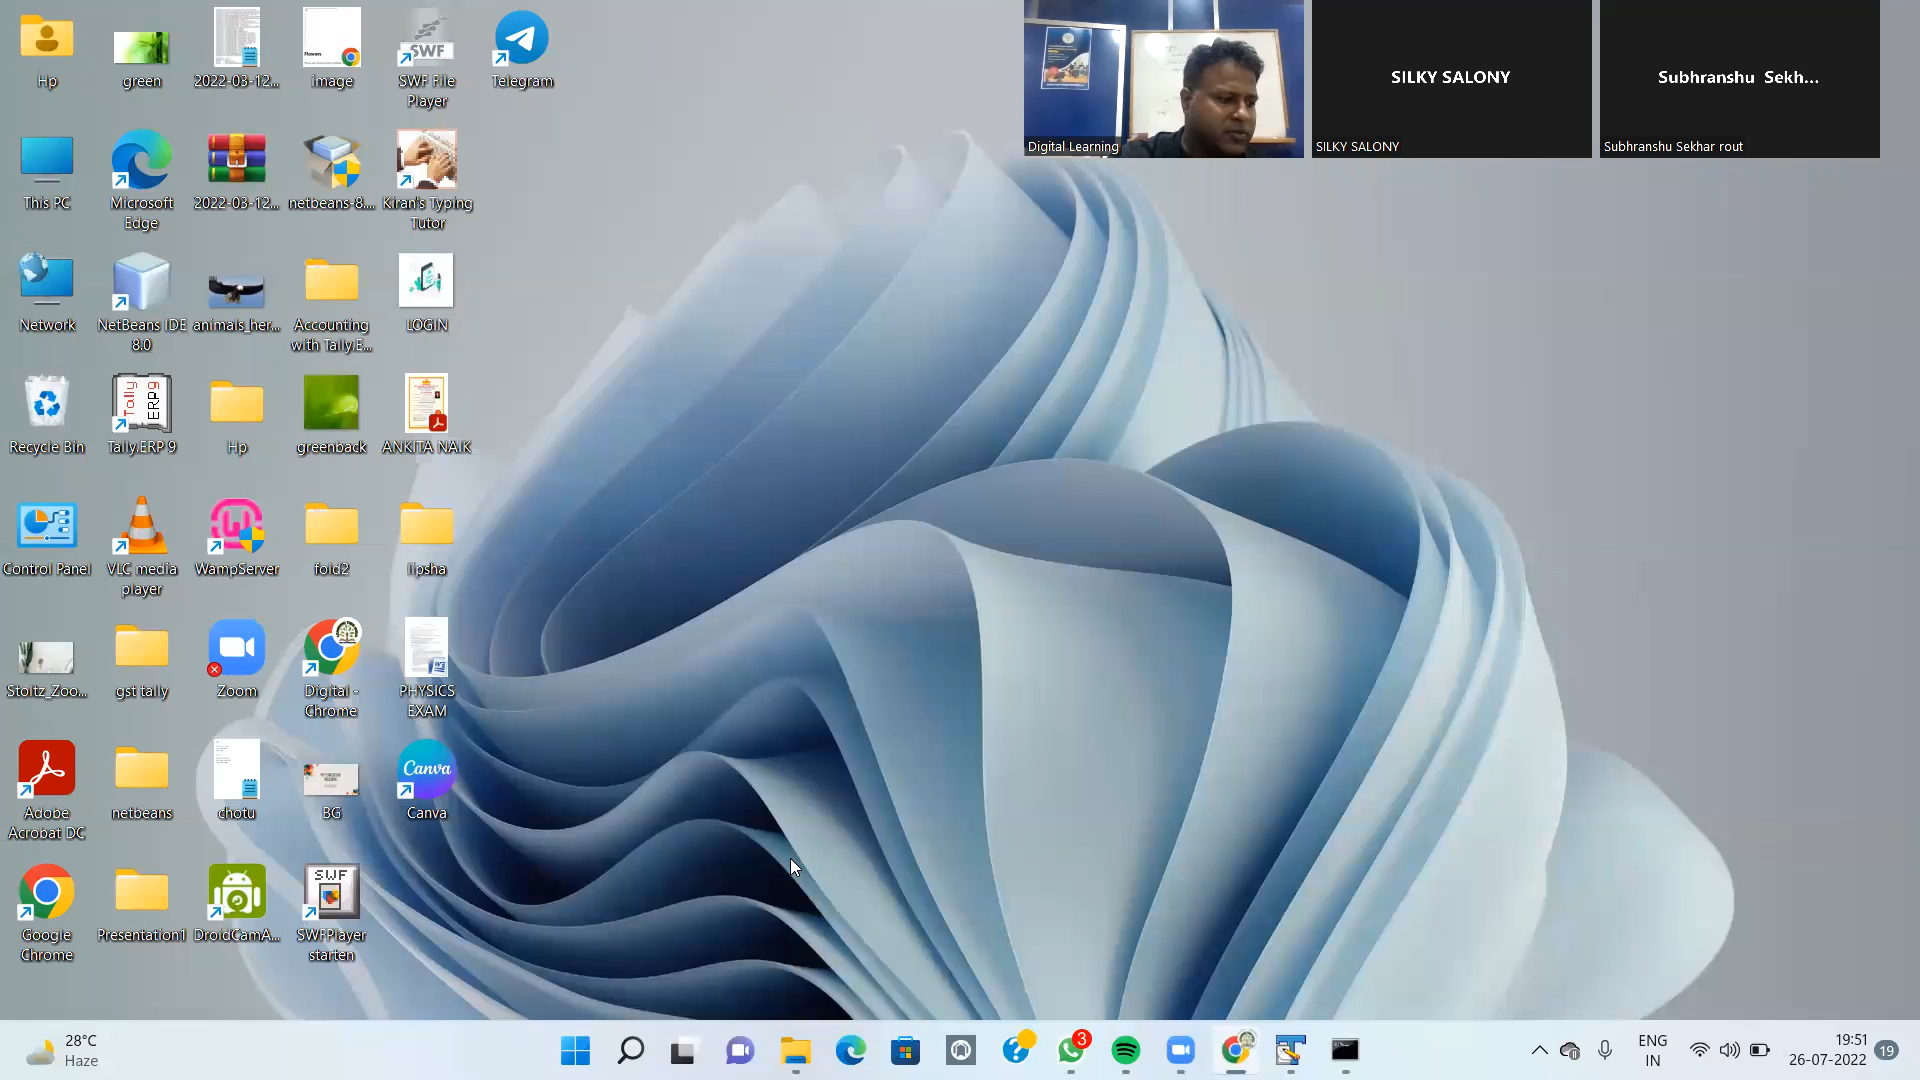 Hp
green
2022-03-12...
Flowers
image
SWF
SWF File
Player
Telegram
This PC
Microsoft
Edge
2022-03-12...
netbeans-8....
Kiran's Typing
Tutor
Network
NetBeans IDE
8.0
animals_her...
Accounting
with Tally.E...
LOGIN
Recycle Bin
Tally
ERP9
Tally.ERP 9
Hp
greenback
ANKITA NAIK
Control Panel
VLC media
player
WampServer
fold2
lipsha
Stoltz_Zoo...
gst tally
Zoom
Digital -
Chrome
PHYSICS
EXAM
Adobe
Acrobat DC
netbeans
chotu
BG
Canva
Canva
Google
Chrome
Presentation1
DroidCamA...
SWF
SWFPlayer
starten
Digital Learning
SILKY SALONY
SILKY SALONY
Subhranshu Sekh...
Subhranshu Sekhar rout
28°C
Haze
3
ENG
IN
19:51
26-07-2022
19